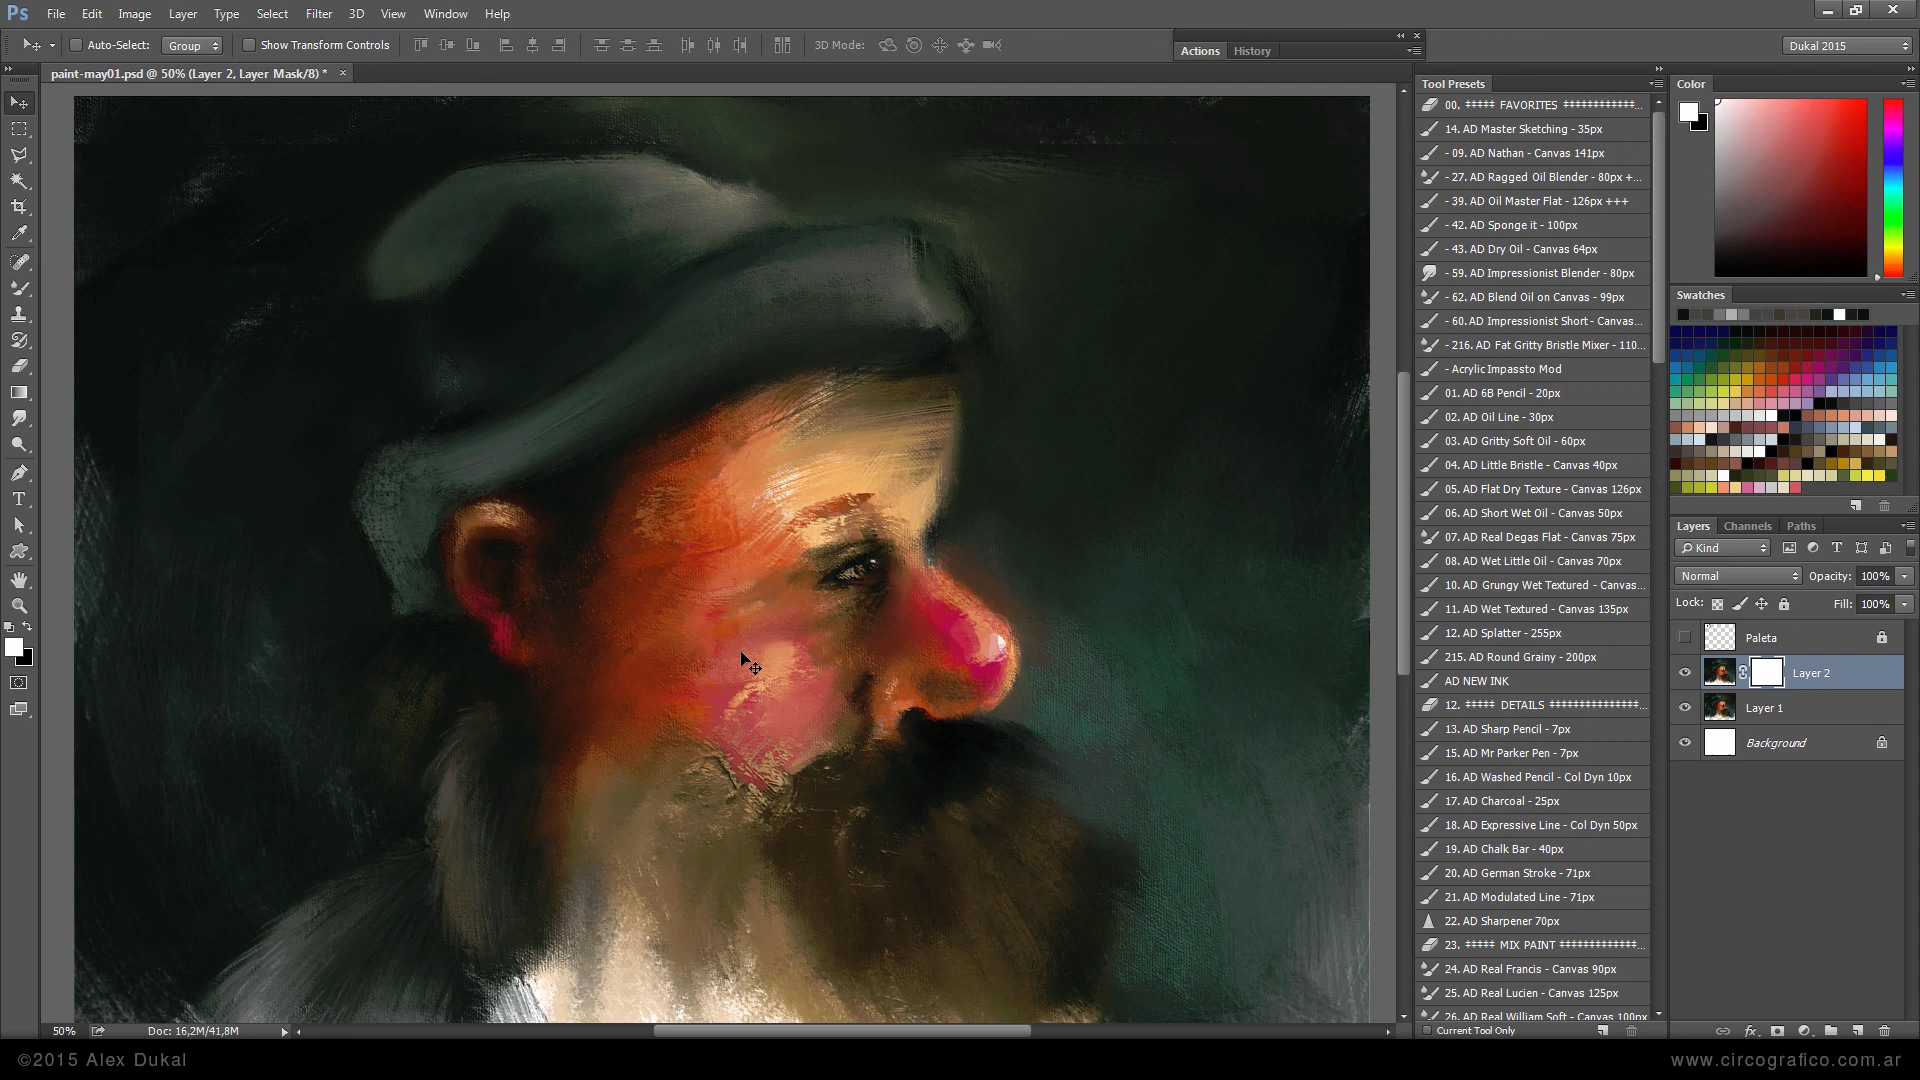 Ps File Edit Image Layer Type Select Filter 3D View Window Help
Auto-Select: Group Show Transform Controls 3D Mode:
Actions History
Dukal 2015
paint-may01.psd @ 50% (Layer 2, Layer Mask/8) *
Tool Presets
00. ***** FAVORITES ************...
14. AD Master Sketching - 35px
- 09. AD Nathan - Canvas 141px
- 27. AD Ragged Oil Blender - 80px +...
- 39. AD Oil Master Flat - 126px +++
- 42. AD Sponge it - 100px
- 43. AD Dry Oil - Canvas 64px
- 59. AD Impressionist Blender - 80px
- 62. AD Blend Oil on Canvas - 99px
- 60. AD Impressionist Short - Canvas...
- 216. AD Fat Gritty Bristle Mixer - 110...
- Acrylic Impassto Mod
01. AD 6B Pencil - 20px
02. AD Oil Line - 30px
03. AD Gritty Soft Oil - 60px
04. AD Little Bristle - Canvas 40px
05. AD Flat Dry Texture - Canvas 126px
06. AD Short Wet Oil - Canvas 50px
07. AD Real Degas Flat - Canvas 75px
08. AD Wet Little Oil - Canvas 70px
10. AD Grungy Wet Textured - Canvas...
11. AD Wet Textured - Canvas 135px
12. AD Splatter - 255px
215. AD Round Grainy - 200px
AD NEW INK
12. ***** DETAILS ***************...
13. AD Sharp Pencil - 7px
15. AD Mr Parker Pen - 7px
16. AD Washed Pencil - Col Dyn 10px
17. AD Charcoal - 25px
18. AD Expressive Line - Col Dyn 50px
19. AD Chalk Bar - 40px
20. AD German Stroke - 71px
21. AD Modulated Line - 71px
22. AD Sharpener 70px
23. ***** MIX PAINT *************...
24. AD Real Francis - Canvas 90px
25. AD Real Lucien - Canvas 125px
26. AD Real William Soft - Canvas 100px
Current Tool Only
Color
Swatches
Layers Channels Paths
Kind
Normal Opacity: 100%
Lock: Fill: 100%
Paleta
Layer 2
Layer 1
Background
50% Doc: 16,2M/41,8M
©2015 Alex Dukal
www.circografico.com.ar